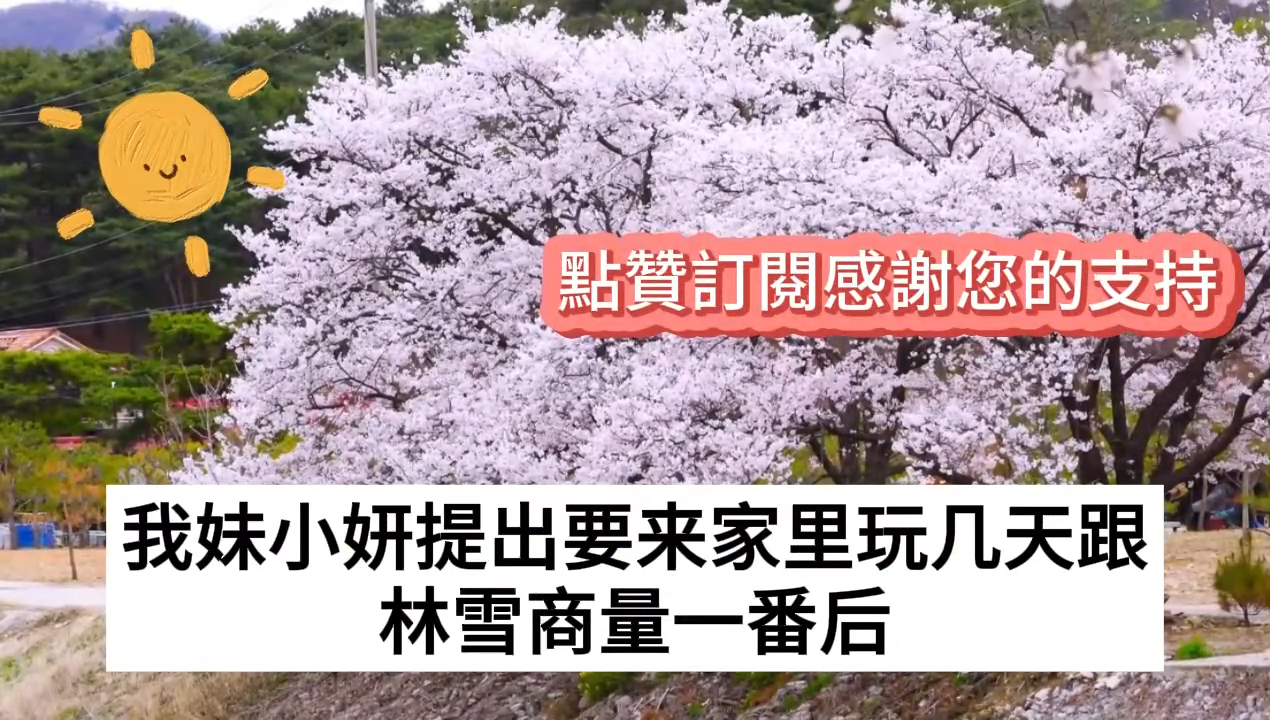 點贊訂閱感謝您的支持
我妹小妍提出要来家里玩几天跟
林雪商量一番后